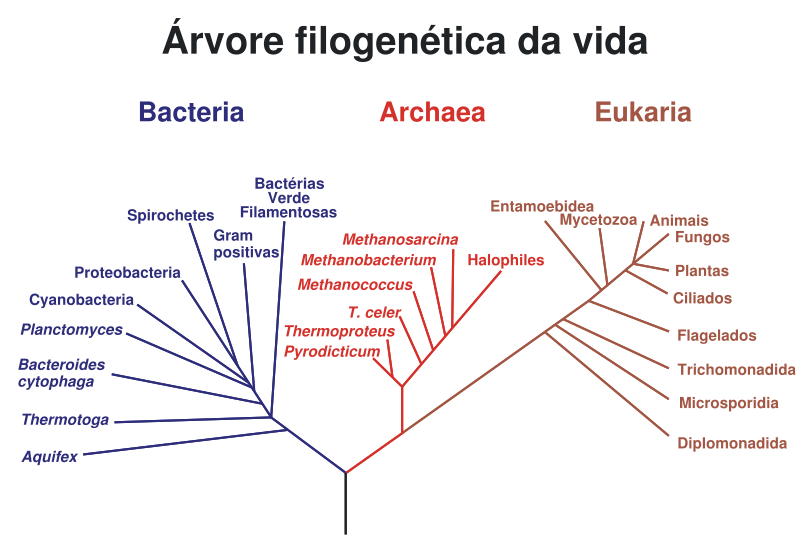 Árvore filogenética da vida
Bacteria
Archaea
Eukaria
Bactérias
Verde
Filamentosas
Spirochetes
Gram
positivas
Proteobacteria
Cyanobacteria
Planctomyces
Bacteroides
cytophaga
Thermotoga
Aquifex
Methanosarcina
Methanobacterium
Halophiles
Methanococcus
T. celer
Thermoproteus
Pyrodicticum
Entamoebidea
Mycetozoa
Animais
Fungos
Plantas
Ciliados
Flagelados
Trichomonadida
Microsporidia
Diplomonadida